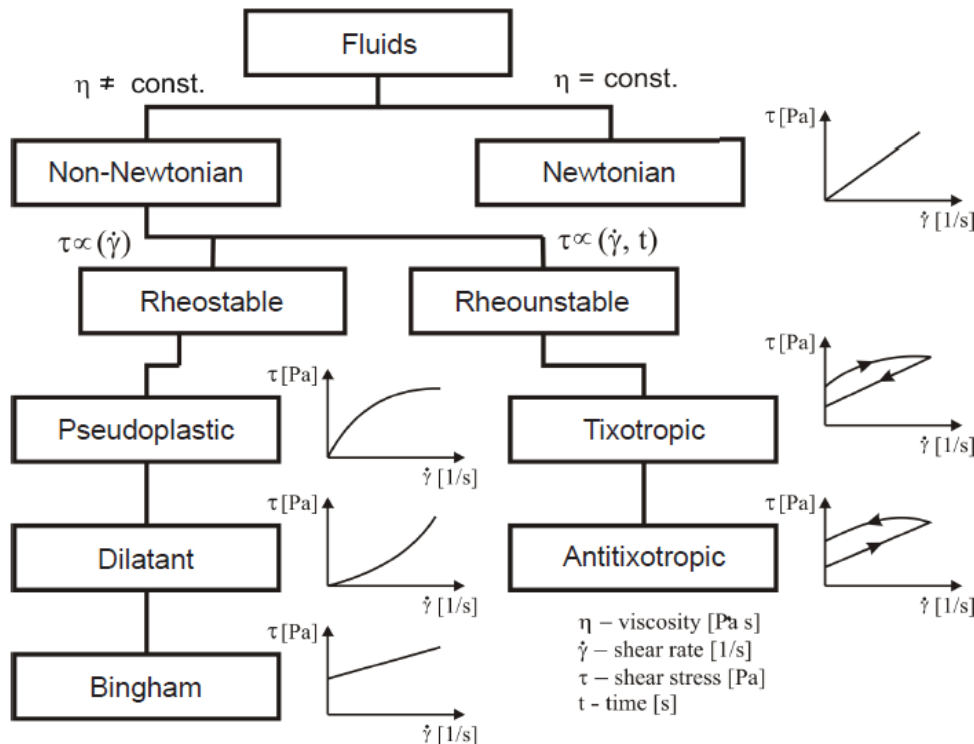 Fluids
η ≠ const.
η = const.
Non-Newtonian
Newtonian
τ [Pa]
γ̇ [1/s]
τ∝(γ̇)
τ∝(γ̇, t)
Rheostable
Rheounstable
Pseudoplastic
τ [Pa]
γ̇ [1/s]
Tixotropic
τ [Pa]
γ̇ [1/s]
Dilatant
τ [Pa]
γ̇ [1/s]
Antitixotropic
τ [Pa]
γ̇ [1/s]
Bingham
τ [Pa]
γ̇ [1/s]
η – viscosity [Pa s]
γ̇ – shear rate [1/s]
τ – shear stress [Pa]
t - time [s]